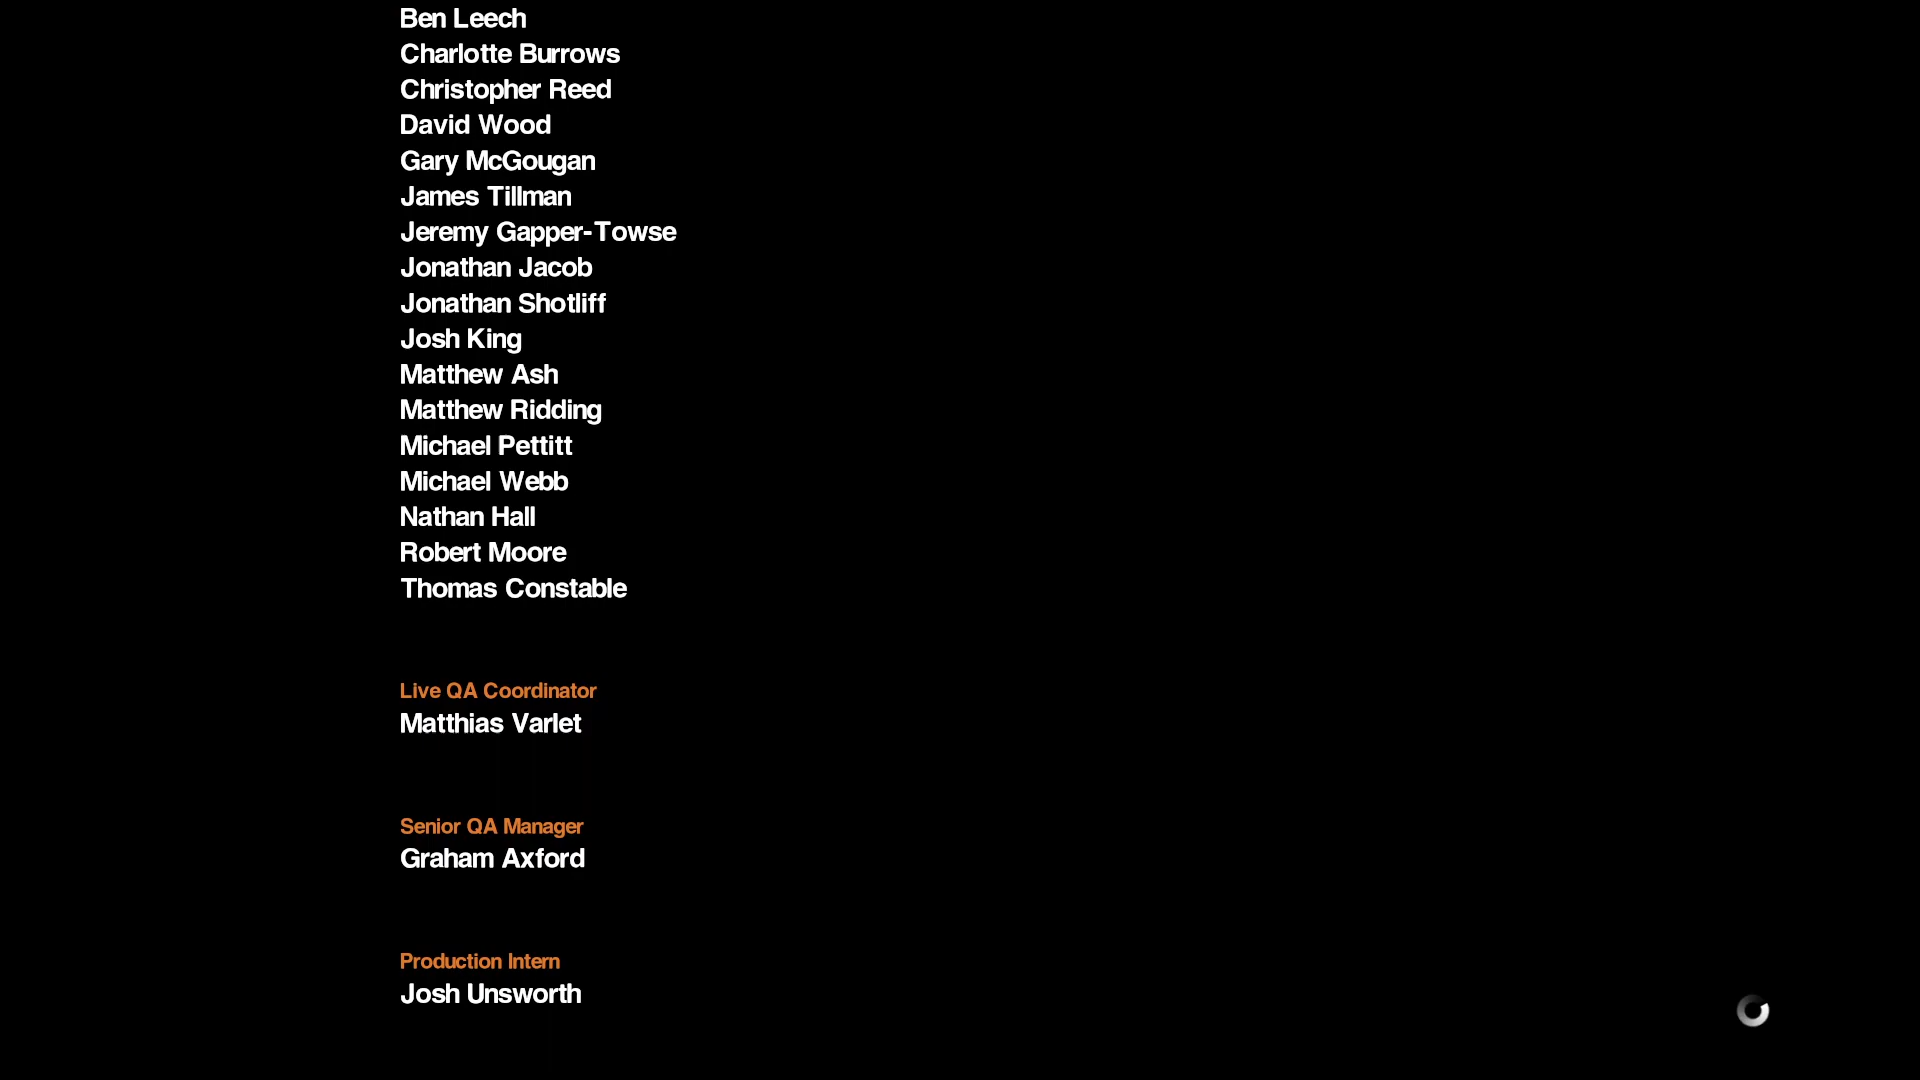 Ben Leech
Charlotte Burrows
Christopher Reed
David Wood
Gary McGougan
James Tillman
Jeremy Gapper-Towse
Jonathan Jacob
Jonathan Shotliff
Josh King
Matthew Ash
Matthew Ridding
Michael Pettitt
Michael Webb
Nathan Hall
Robert Moore
Thomas Constable
Live QA Coordinator
Matthias Varlet
Senior QA Manager
Graham Axford
Production Intern
Josh Unsworth